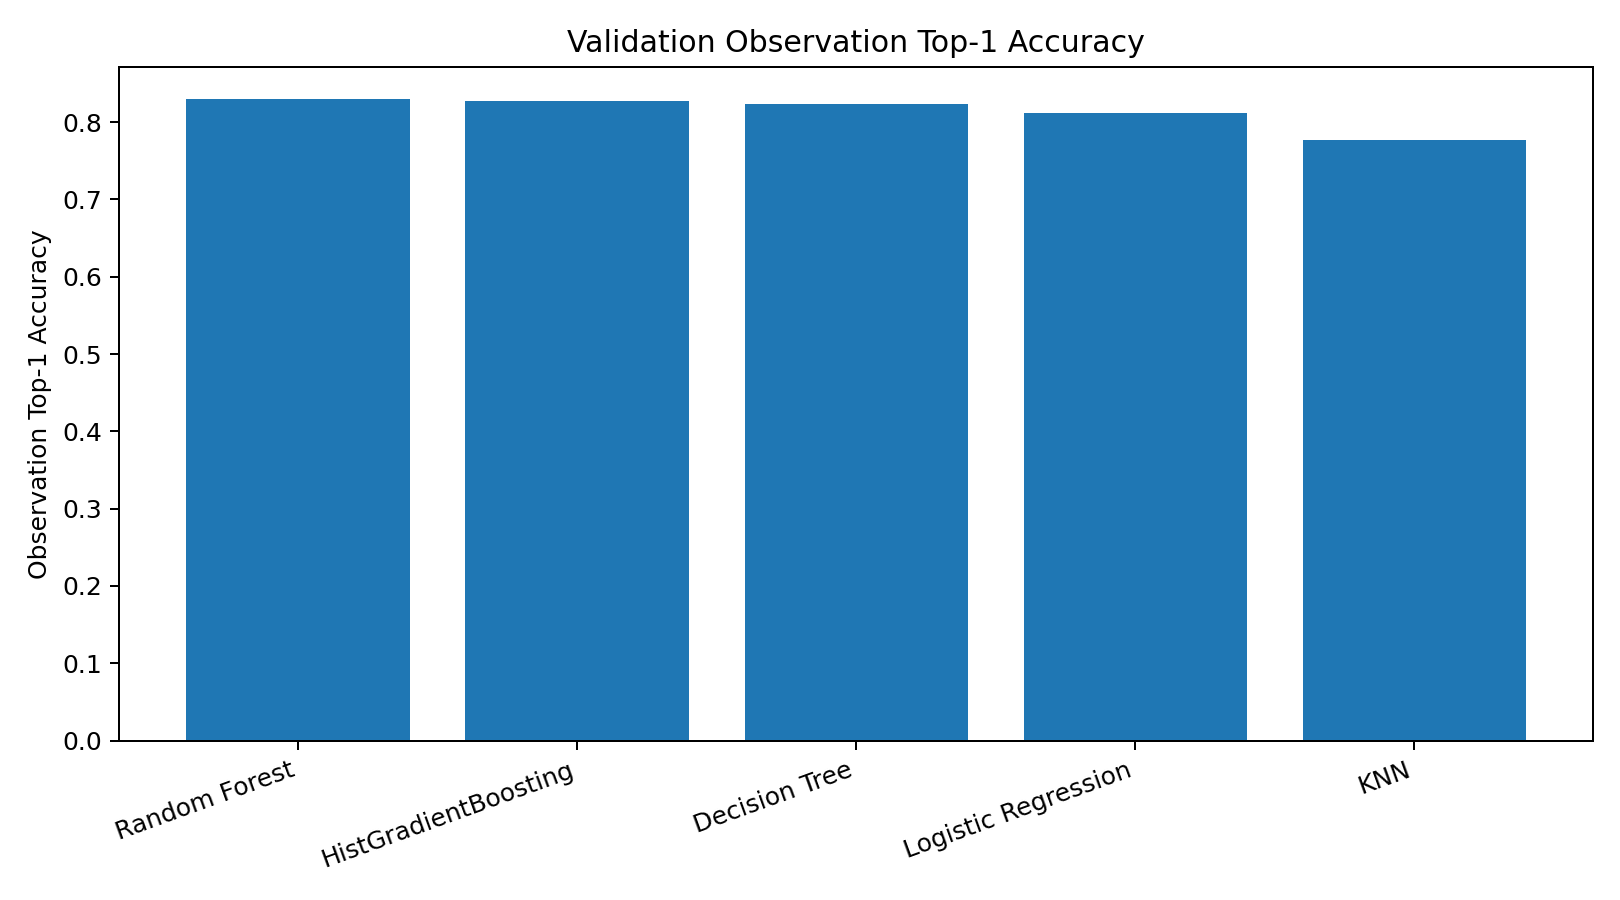 Validation Observation Top-1 Accuracy
Observation Top-1 Accuracy
0.8
0.7
0.6
0.5
0.4
0.3
0.2
0.1
0.0
Random Forest
HistGradientBoosting
Decision Tree
Logistic Regression
KNN